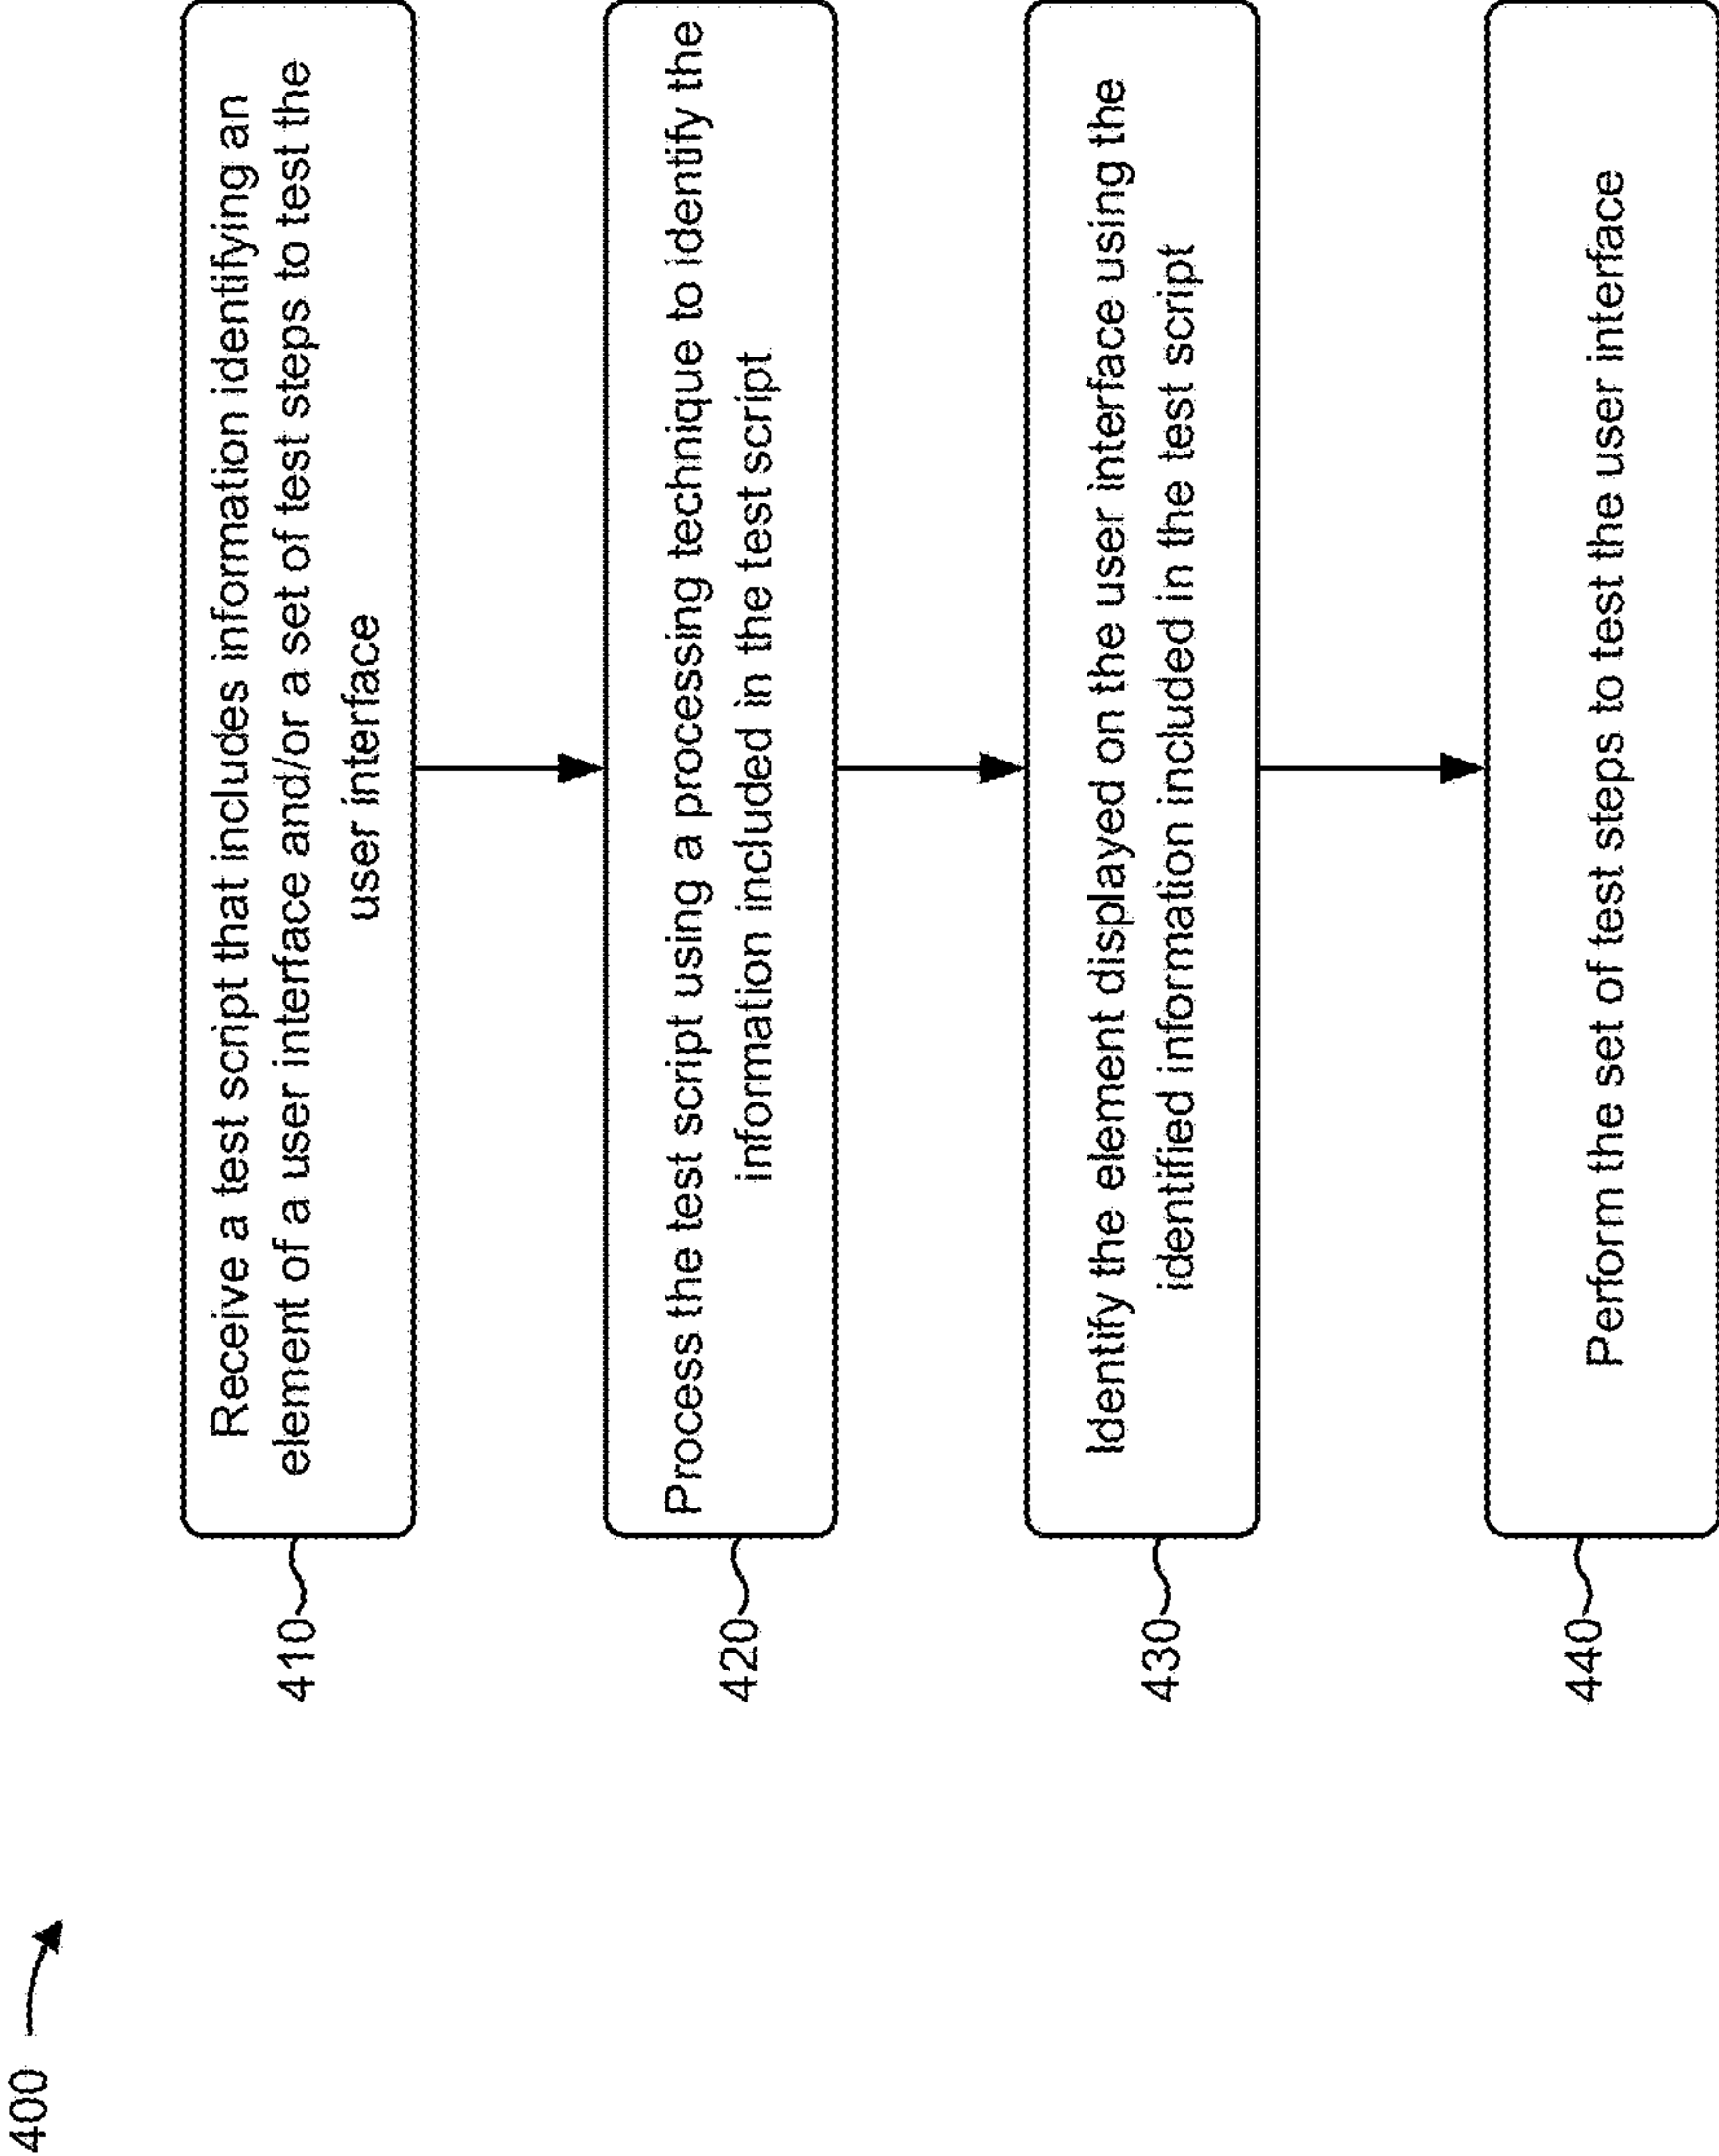 400
410
Receive a test script that includes information identifying an
element of a user interface and/or a set of test steps to test the
user interface
420
Process the test script using a processing technique to identify the
information included in the test script
430
Identify the element displayed on the user interface using the
identified information included in the test script
440
Perform the set of test steps to test the user interface